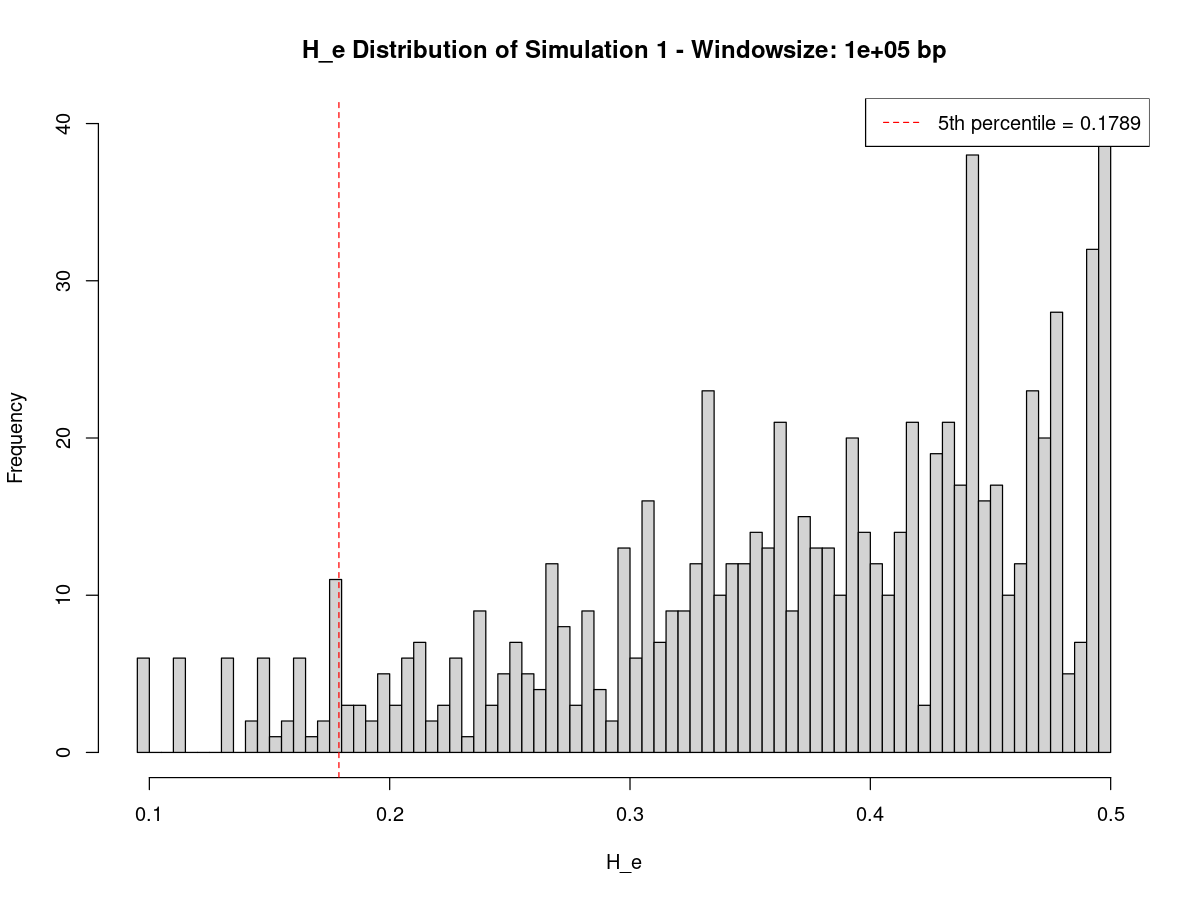 H_e Distribution of Simulation 1 - Windowsize: 1e+05 bp
5th percentile = 0.1789
Frequency
40
30
20
10
0
0.1 0.2 0.3 0.4 0.5
H_e